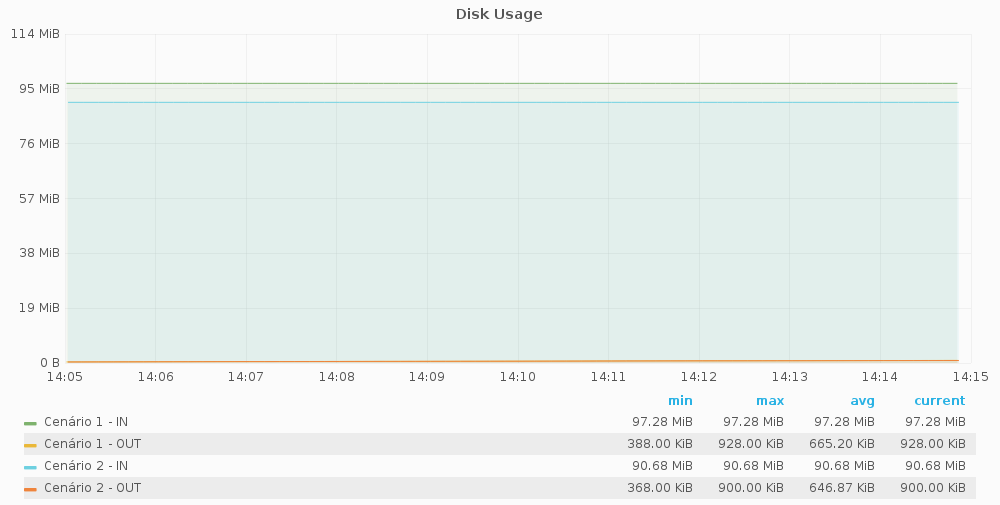 Disk Usage
114 MiB
95 MiB
76 MiB
57 MiB
38 MiB
19 MiB
0 B
14:05 14:06 14:07 14:08 14:09 14:10 14:11 14:12 14:13 14:14 14:15
min max avg current
Cenário 1 - IN 97.28 MiB 97.28 MiB 97.28 MiB 97.28 MiB
Cenário 1 - OUT 388.00 KiB 928.00 KiB 665.20 KiB 928.00 KiB
Cenário 2 - IN 90.68 MiB 90.68 MiB 90.68 MiB 90.68 MiB
Cenário 2 - OUT 368.00 KiB 900.00 KiB 646.87 KiB 900.00 KiB